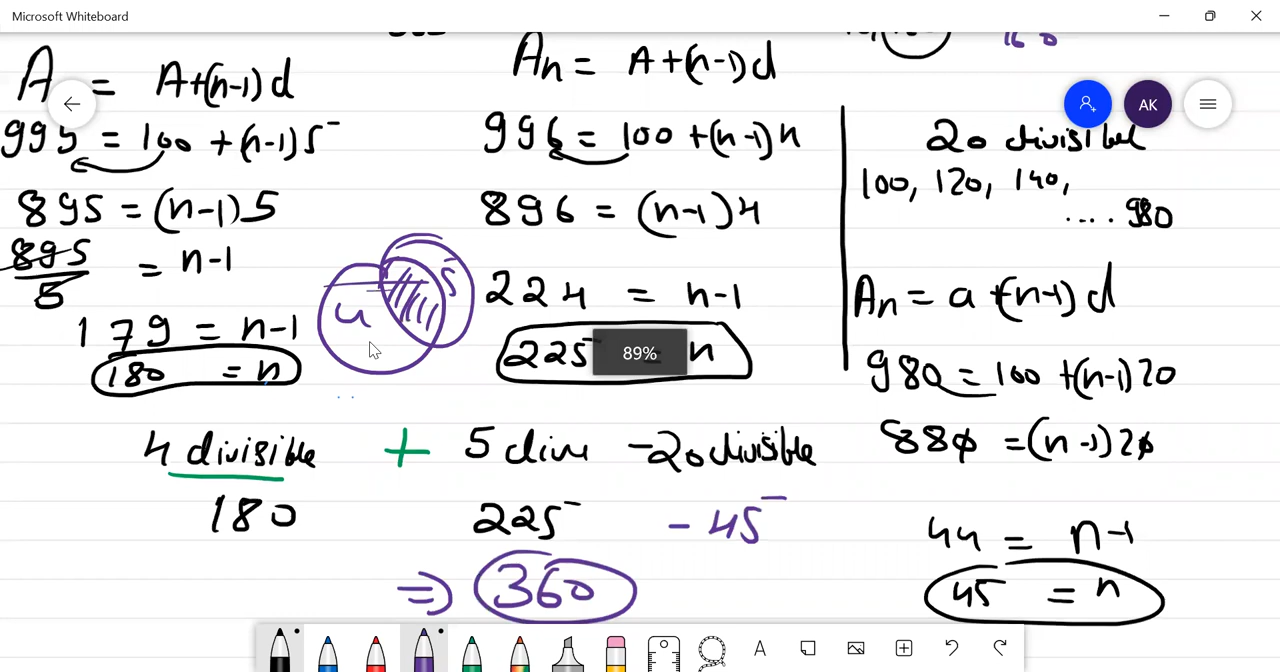 Microsoft Whiteboard
A = A+(n-1)d
995 = 100 + (n-1)5
895 = (n-1)5
895/5 = n-1
179 = n-1
180 = n
4 5
An = A+(n-1)d
996 = 100 +(n-1)n
896 = (n-1)4
224 = n-1
225 n
89%
AK
20 divisible
100, 120, 140,
.... 980
An = a +(n-1)d
980 = 100 +(n-1)20
880 =(n-1)20
44 = n-1
45 = n
4 divisible + 5 divi -20 divisible
180 225 - 45
⇒ 360
A